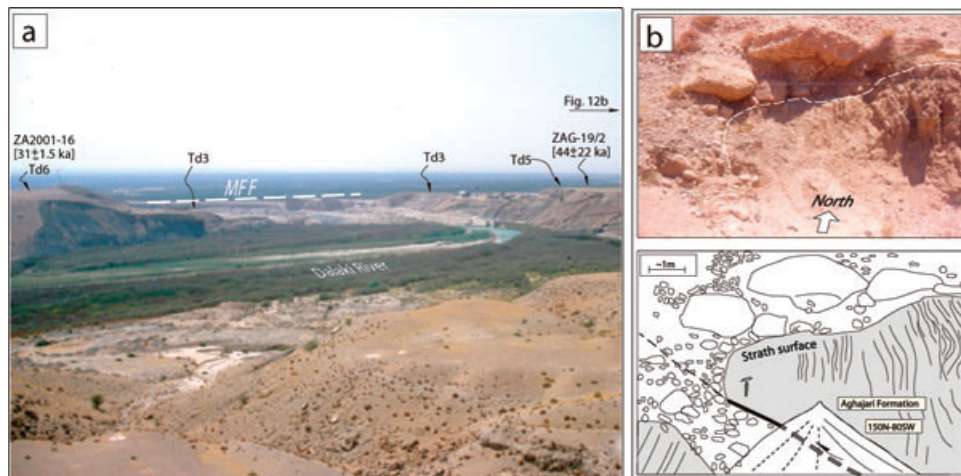 a
Fig. 12b
ZA2001-16
[31±1.5 ka]
Td6
Td3
MFF
Td3
Td5
ZAG-19/2
[44±22 ka]
Dalaki River
b
North
~1m
Strath surface
Aghajari Formation
150N-80SW